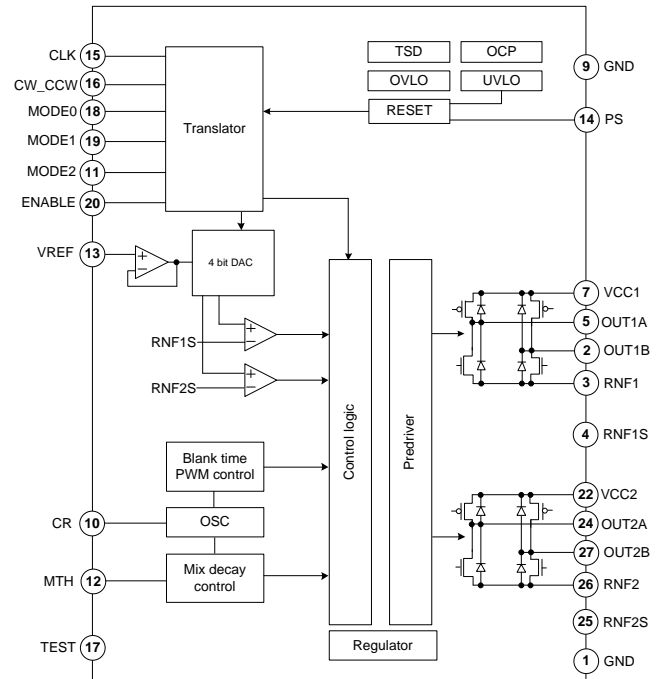 CLK 15
CW_CCW 16
MODE0 18
MODE1 19
MODE2 11
ENABLE 20
VREF 13
Translator
TSD
OCP
OVLO
UVLO
RESET
9 GND
14 PS
4 bit DAC
+
−
+
−
RNF1S
+
−
RNF2S
Control logic
Predriver
7 VCC1
5 OUT1A
2 OUT1B
3 RNF1
4 RNF1S
Blank time
PWM control
CR 10
OSC
MTH 12
Mix decay
control
TEST 17
Regulator
22 VCC2
24 OUT2A
27 OUT2B
26 RNF2
25 RNF2S
1 GND